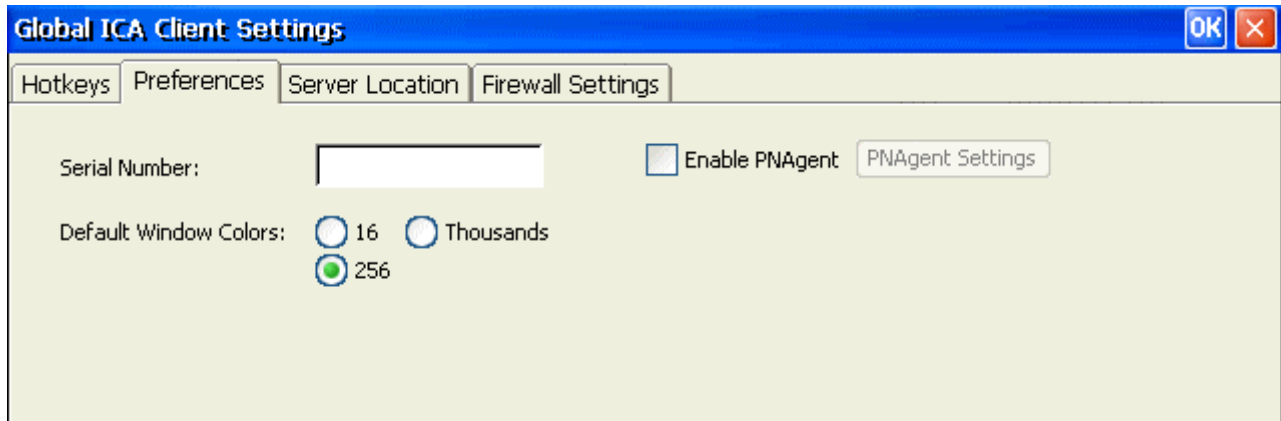 Global ICA Client Settings OK
Hotkeys Preferences Server Location Firewall Settings
Serial Number: Enable PNAgent PNAgent Settings
Default Window Colors: 16 Thousands
256